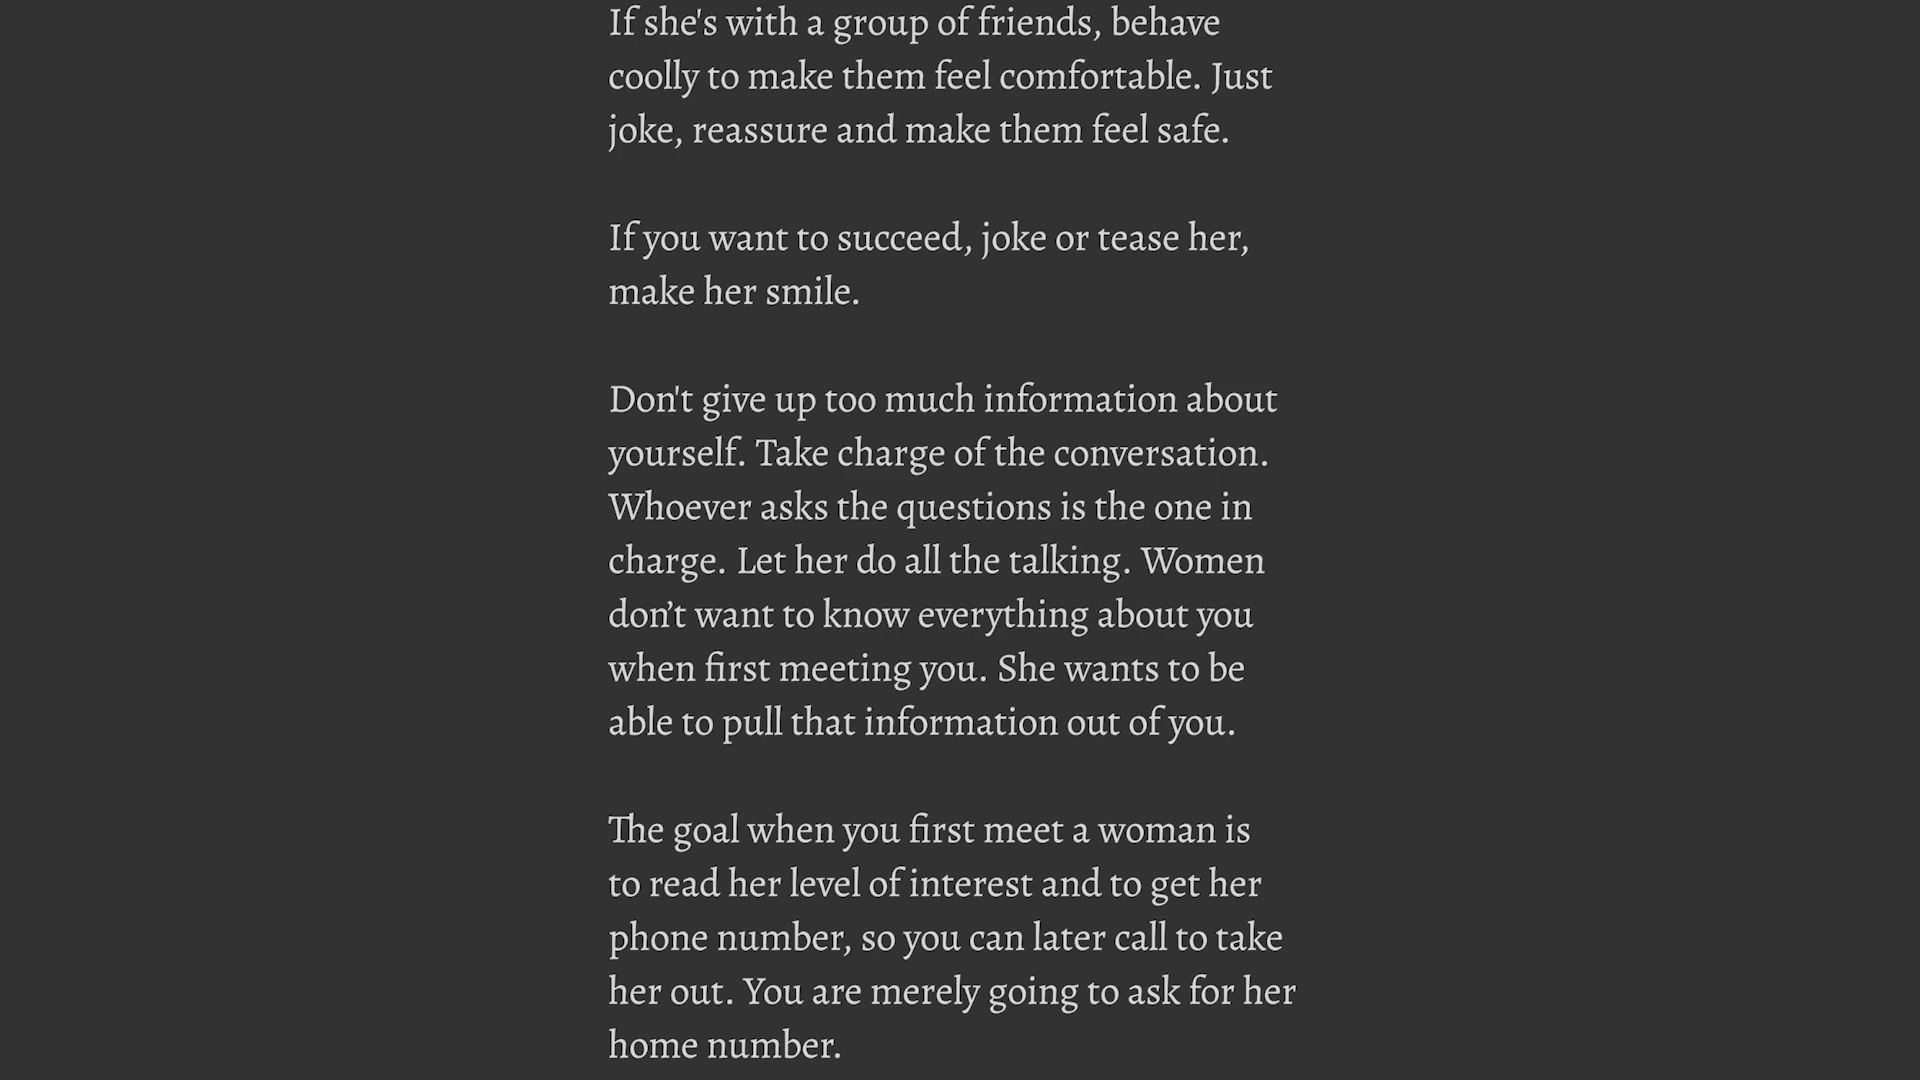 If she's with a group of friends, behave
coolly to make them feel comfortable. Just
joke, reassure and make them feel safe.
If you want to succeed, joke or tease her,
make her smile.
Don't give up too much information about
yourself. Take charge of the conversation.
Whoever asks the questions is the one in
charge. Let her do all the talking. Women
don’t want to know everything about you
when first meeting you. She wants to be
able to pull that information out of you.
The goal when you first meet a woman is
to read her level of interest and to get her
phone number, so you can later call to take
her out. You are merely going to ask for her
home number.